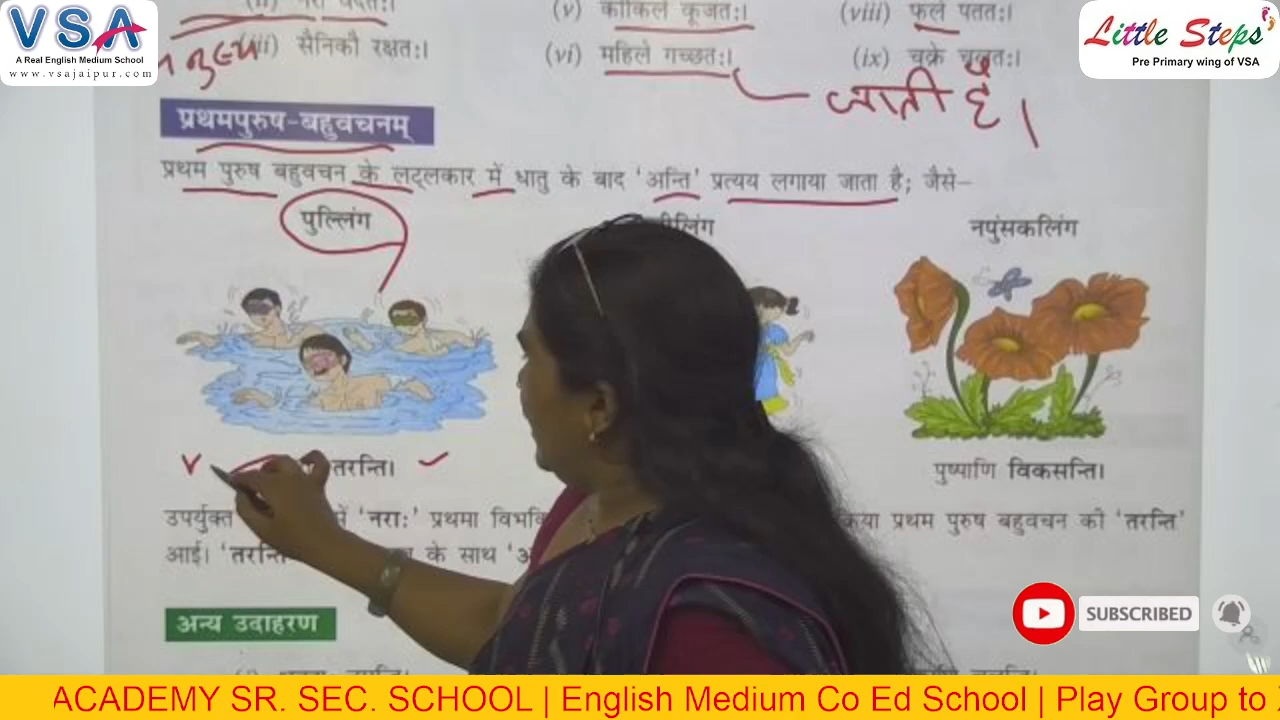 VSA
A Real English Medium School
www.vsajaipur.com
Little Steps
Pre Primary wing of VSA
(v) कोकिले कूजतः।
(viii) फले पततः।
(iii) सैनिकौ रक्षतः।
(vi) महिले गच्छतः।
(ix) चक्रे चलतः।
जाती हैं।
प्रथमपुरुष-बहुवचनम्
प्रथम पुरुष बहुवचन के लट्लकार में धातु के बाद 'अन्ति' प्रत्यय लगाया जाता है; जैसे–
पुल्लिंग
नपुंसकलिंग
तरन्ति।
पुष्पाणि विकसन्ति।
उपर्युक्त में 'नराः' प्रथमा प्रथम पुरुष बहुवचन की 'तरन्ति'
आई। के साथ
अन्य उदाहरण
SUBSCRIBED
ACADEMY SR. SEC. SCHOOL | English Medium Co Ed School | Play Group to